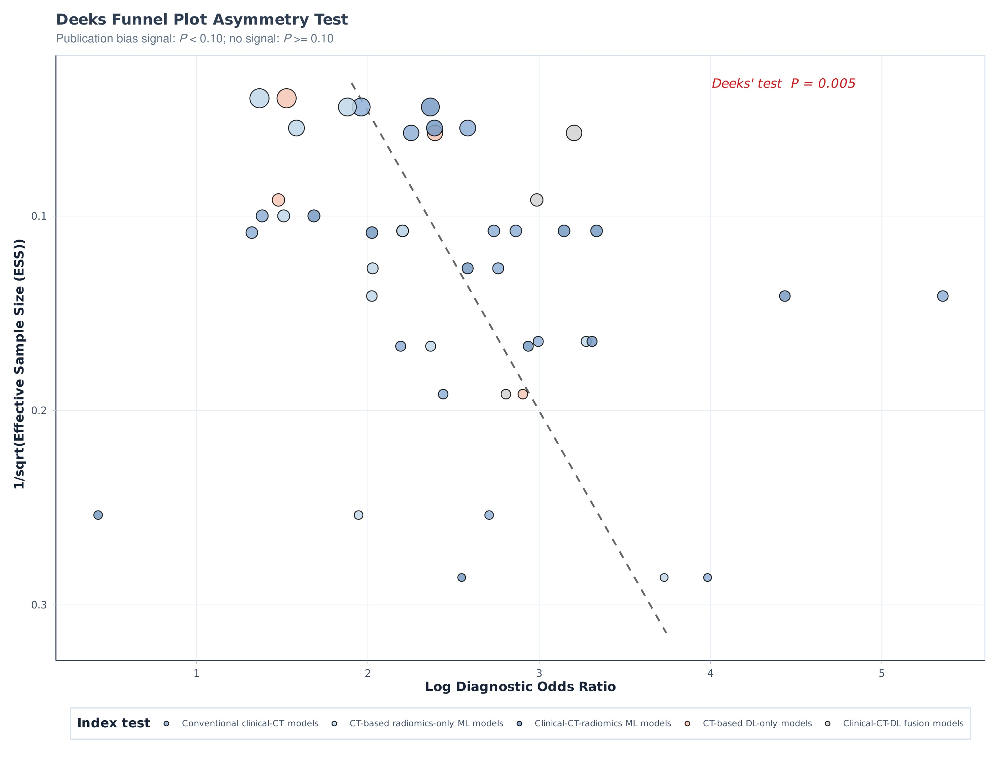 Deeks Funnel Plot Asymmetry Test
Publication bias signal: P < 0.10; no signal: P >= 0.10
Deeks' test P = 0.005
1/sqrt(Effective Sample Size (ESS))
0.1
0.2
0.3
1 2 3 4 5
Log Diagnostic Odds Ratio
Index test Conventional clinical-CT models CT-based radiomics-only ML models Clinical-CT-radiomics ML models CT-based DL-only models Clinical-CT-DL fusion models